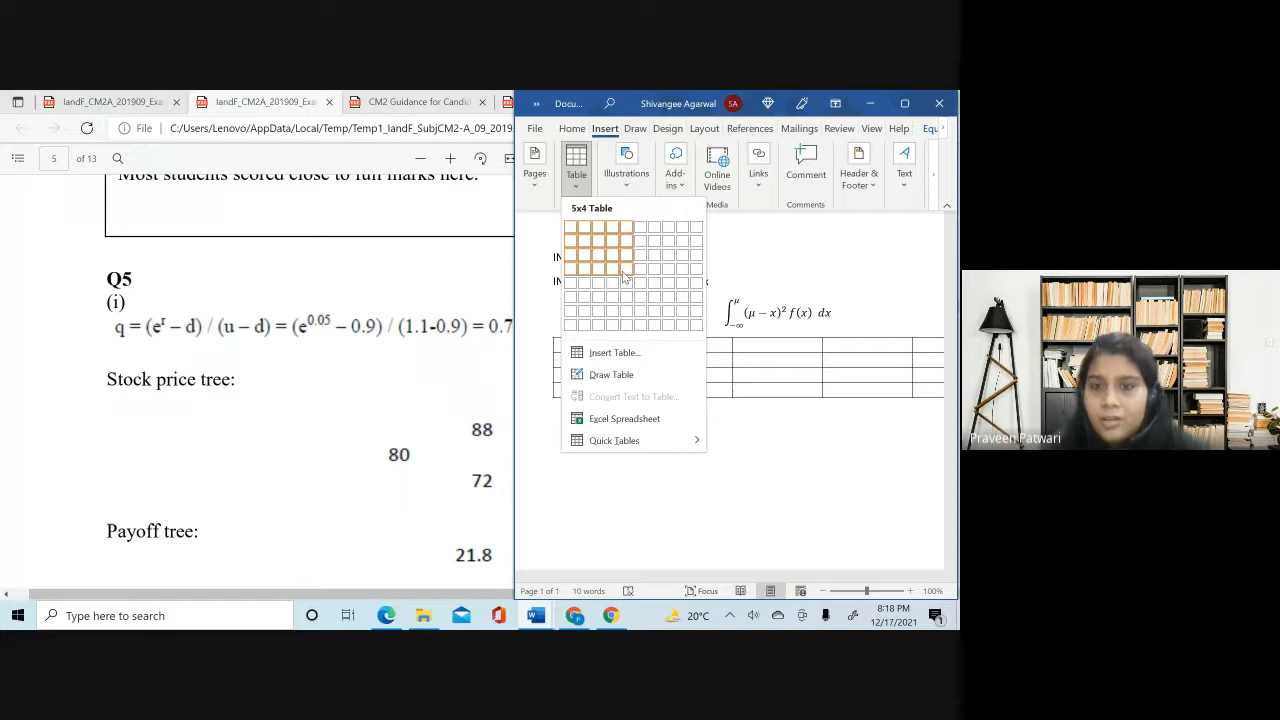 IandF_CM2A_201909_Exa
IandF_CM2A_201909_Exa
CM2 Guidance for Candid
File
C:/Users/Lenovo/AppData/Local/Temp/Temp1_IandF_SubjCM2-A_09_2019.
5 of 13
Most students scored close to full marks here.
Q5
(i)
q = (e^r – d) / (u – d) = (e^0.05 – 0.9) / (1.1-0.9) = 0.7
Stock price tree:
88
80
72
Payoff tree:
21.8
Docu...
Shivangee Agarwal
SA
File Home Insert Draw Design Layout References Mailings Review View Help Equ
Pages
Table
Illustrations
Add-ins
Online Videos
Links
Comment
Header & Footer
Text
Media
Comments
5x4 Table
IN
IN
x
∫_{-∞}^{μ} (μ − x)² f(x) dx
Insert Table...
Draw Table
Convert Text to Table...
Excel Spreadsheet
Quick Tables
Page 1 of 1 10 words
Focus
100%
Praveen Patwari
Type here to search
20°C
8:18 PM
12/17/2021
1